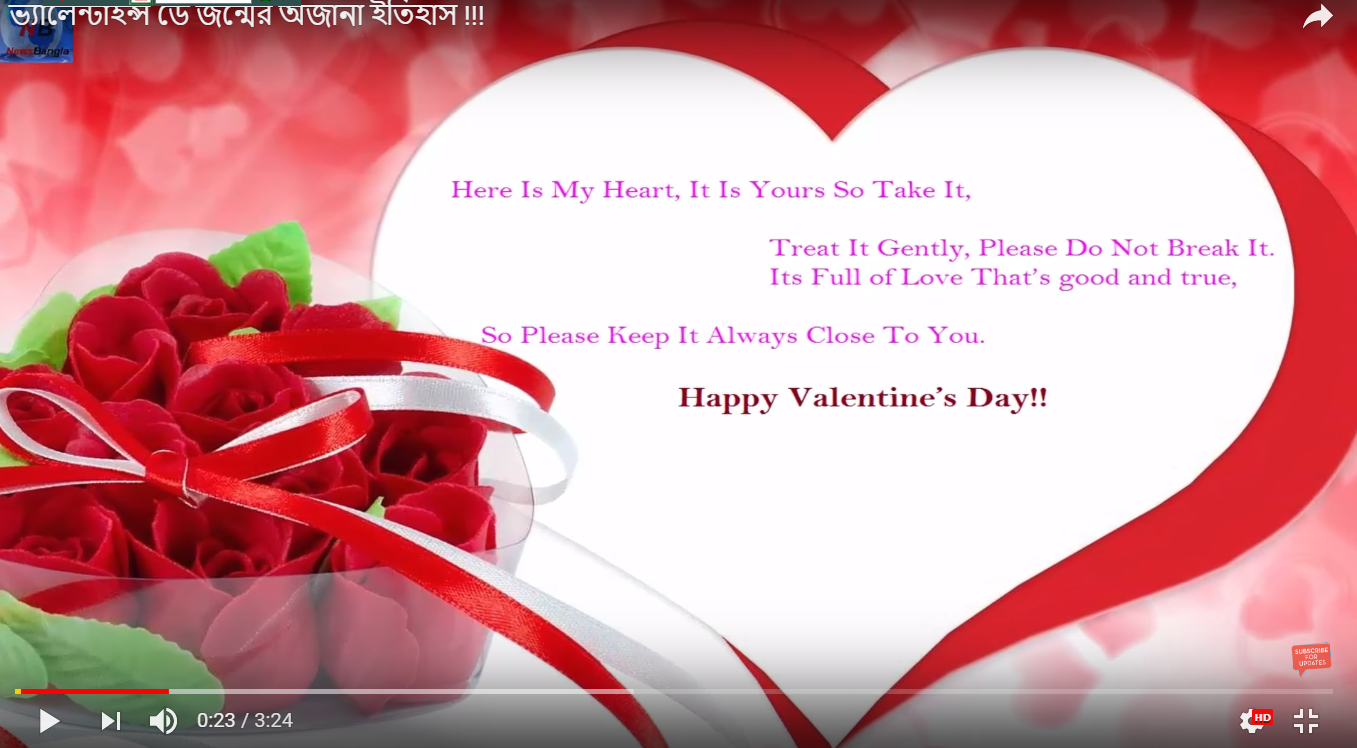 ভ্যালেন্টাইন্স ডে জন্মের অজানা ইতিহাস !!!
NB
NewsBangla
Here Is My Heart, It Is Yours So Take It,
Treat It Gently, Please Do Not Break It.
Its Full of Love That's good and true,
So Please Keep It Always Close To You.
Happy Valentine’s Day!!
SUBSCRIBE
FOR
UPDATES
0:23 / 3:24
HD